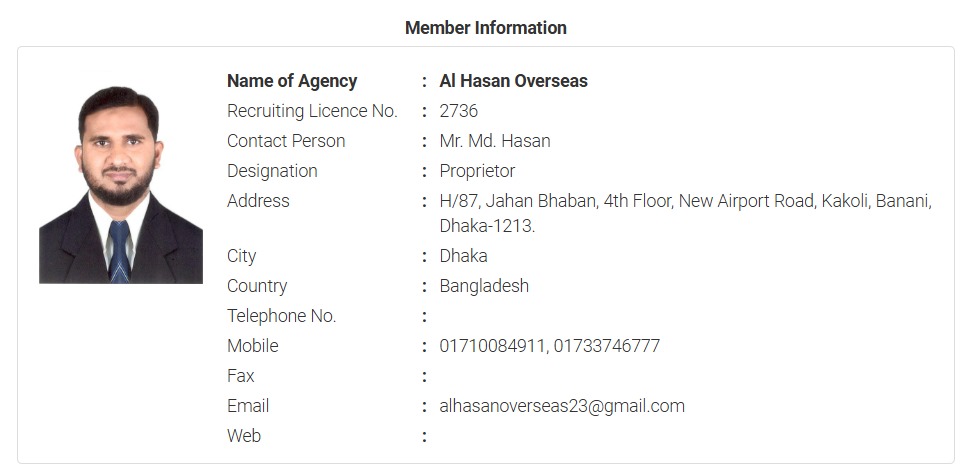 Member Information
Name of Agency : Al Hasan Overseas
Recruiting Licence No. : 2736
Contact Person : Mr. Md. Hasan
Designation : Proprietor
Address : H/87, Jahan Bhaban, 4th Floor, New Airport Road, Kakoli, Banani,
Dhaka-1213.
City : Dhaka
Country : Bangladesh
Telephone No. :
Mobile : 01710084911, 01733746777
Fax :
Email : alhasanoverseas23@gmail.com
Web :